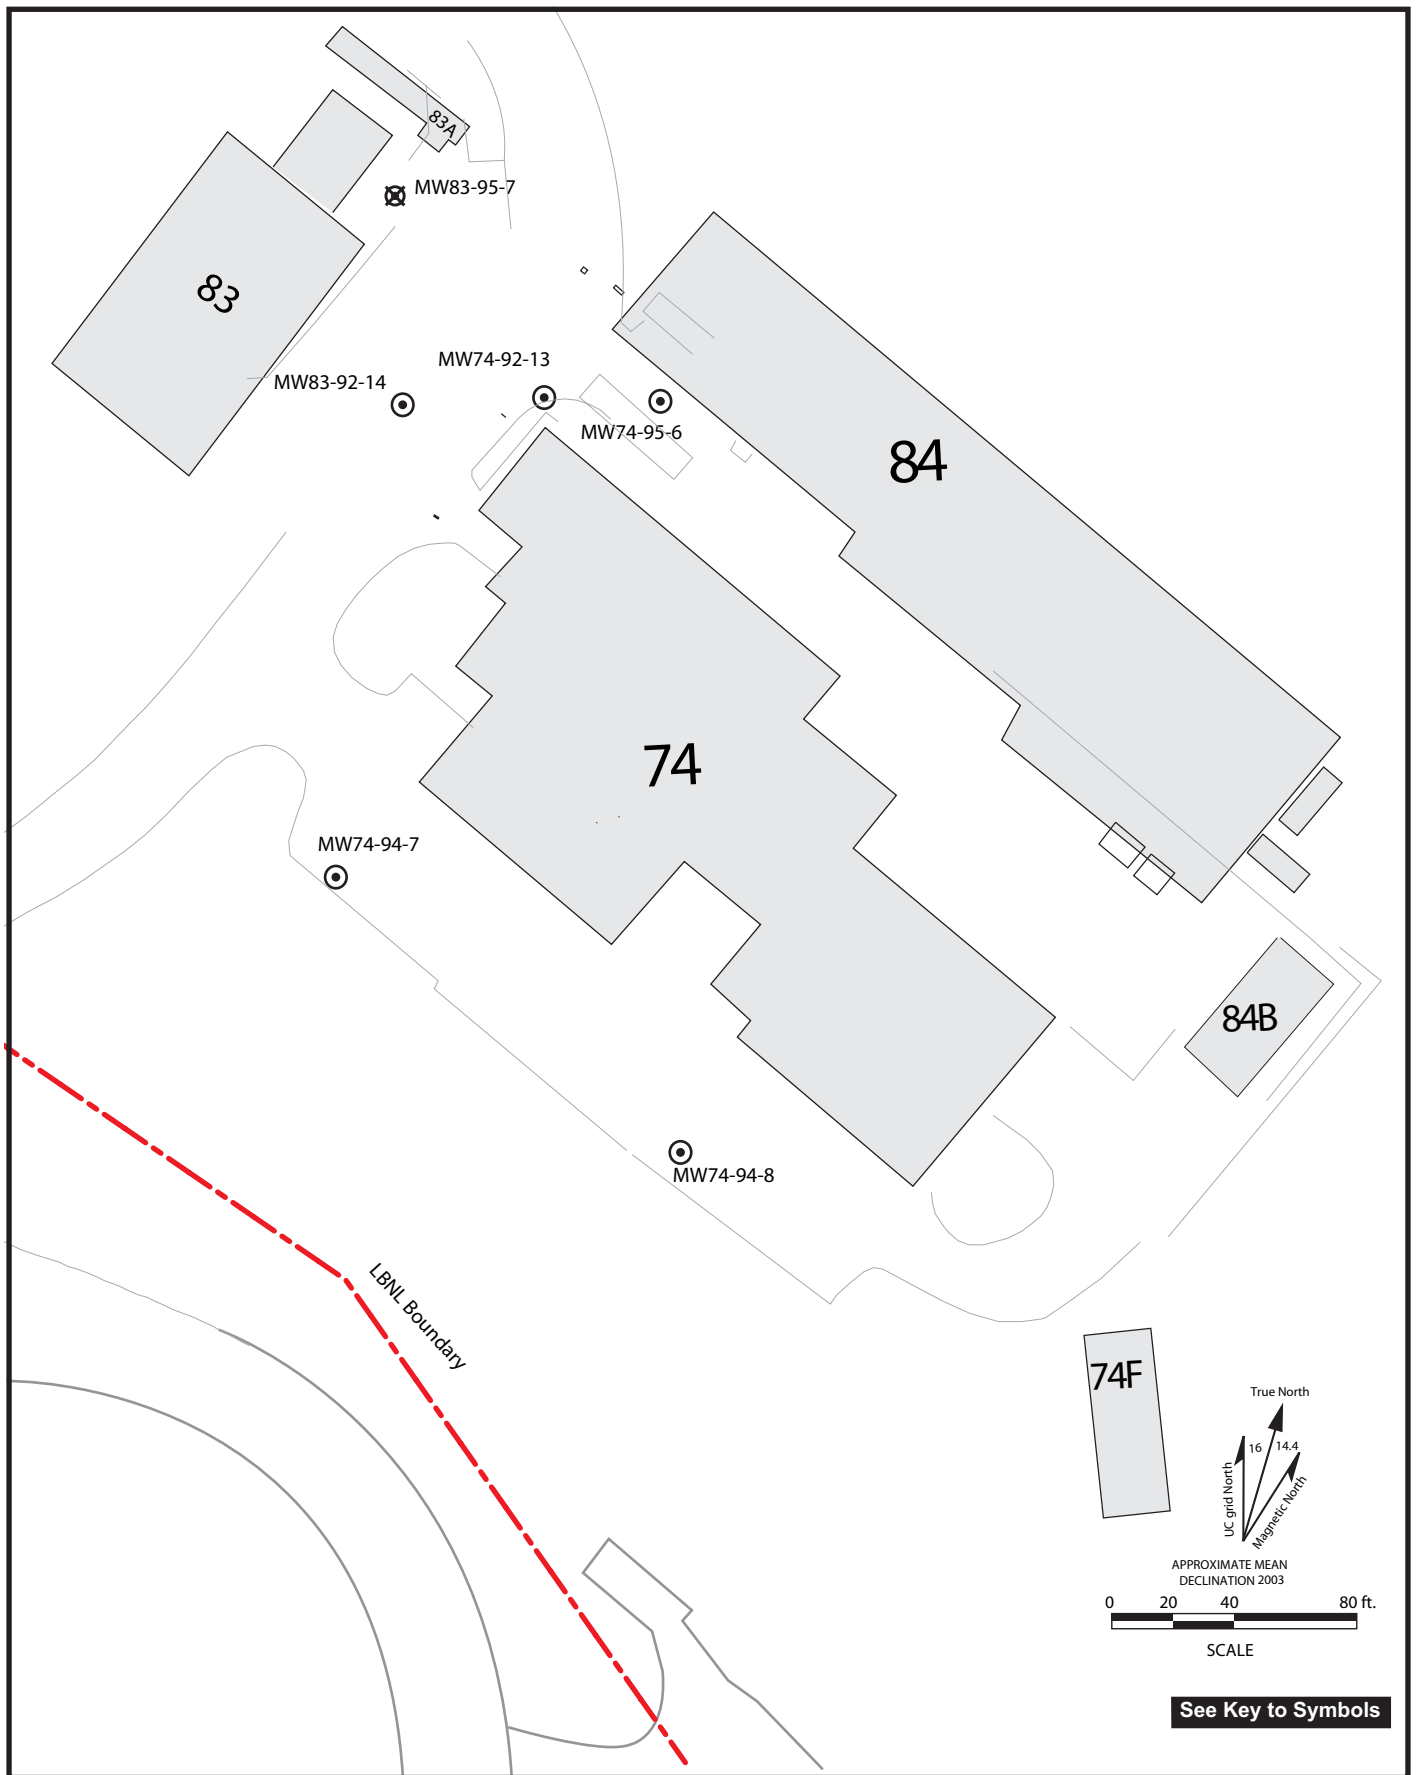 83A
MW83-95-7
83
MW74-92-13
MW83-92-14
MW74-95-6
84
74
MW74-94-7
84B
MW74-94-8
LBNL Boundary
74F
True North
16
14.4
UC grid North
Magnetic North
APPROXIMATE MEAN
DECLINATION 2003
0 20 40 80 ft.
SCALE
See Key to Symbols